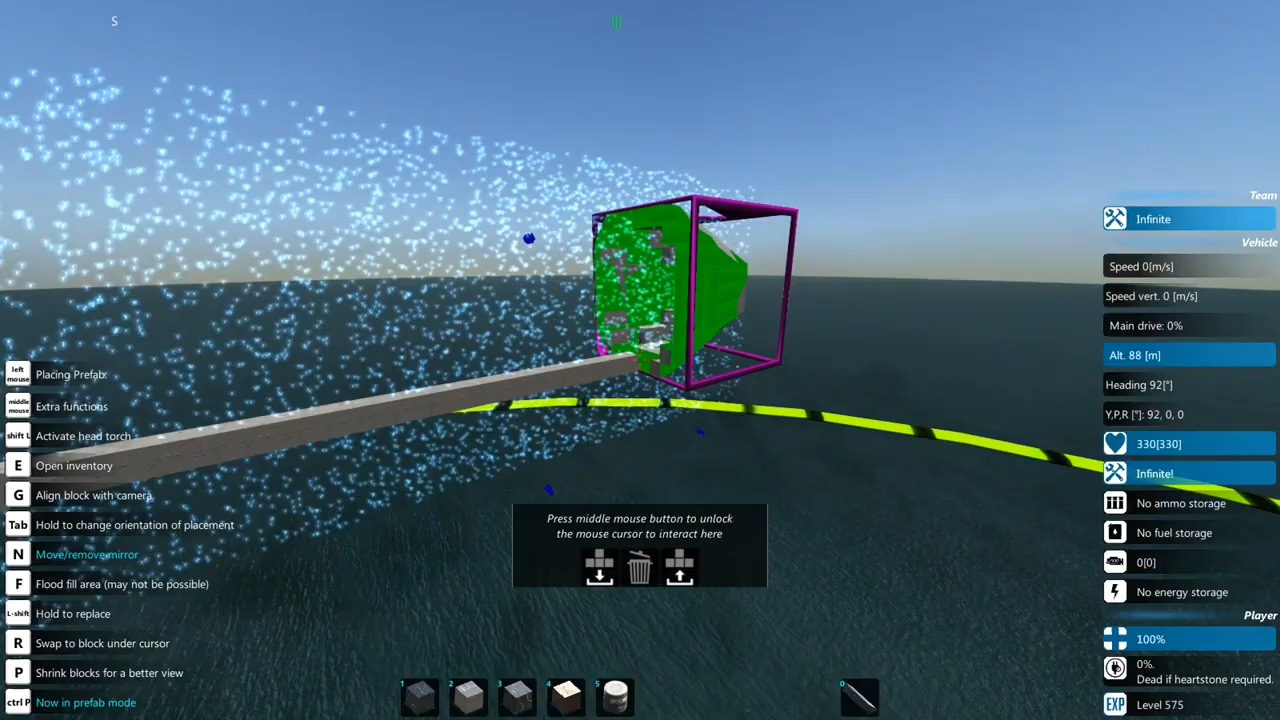 S
Team
Infinite
Vehicle
Speed 0[m/s]
Speed vert. 0 [m/s]
Main drive: 0%
Alt. 88 [m]
Heading 92[°]
Y,P,R [°]: 92, 0, 0
330[330]
Infinite!
No ammo storage
No fuel storage
0[0]
No energy storage
Player
100%
0%.
Dead if heartstone required.
EXP Level 575
left mouse Placing Prefab:
middle mouse Extra functions
shift L Activate head torch
E Open inventory
G Align block with camera
Tab Hold to change orientation of placement
N Move/remove mirror
F Flood fill area (may not be possible)
L-shift Hold to replace
R Swap to block under cursor
P Shrink blocks for a better view
ctrl P Now in prefab mode
Press middle mouse button to unlock
the mouse cursor to interact here
1 2 3 4 5 0